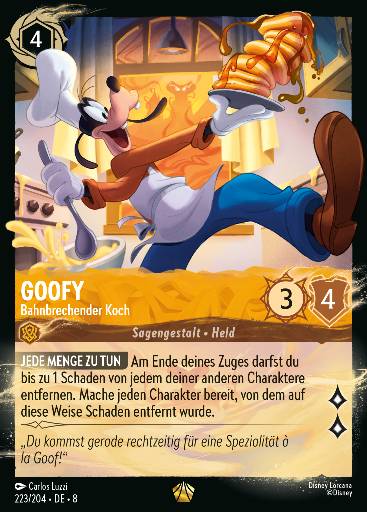 4
GOOFY
Bahnbrechender Koch
3
4
Sagengestalt • Held
JEDE MENGE ZU TUN Am Ende deines Zuges darfst du
bis zu 1 Schaden von jedem deiner anderen Charaktere
entfernen. Mache jeden Charakter bereit, von dem auf
diese Weise Schaden entfernt wurde.
„Du kommst gerade rechtzeitig für eine Spezialität à
la Goof!“
Carlos Luzzi
223/204 • DE • 8
Disney Lorcana
©Disney